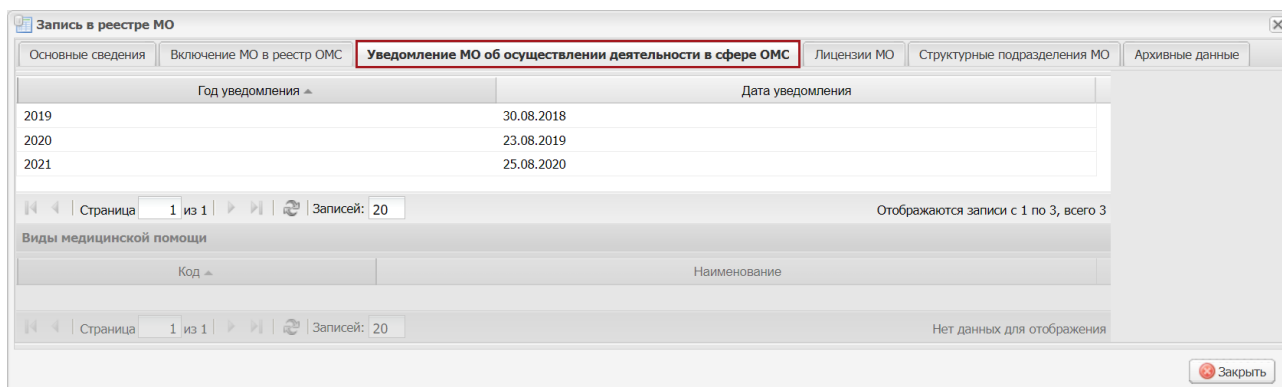 Запись в реестре МО
Основные сведения Включение МО в реестр ОМС Уведомление МО об осуществлении деятельности в сфере ОМС Лицензии МО Структурные подразделения МО Архивные данные
Год уведомления Дата уведомления
2019 30.08.2018
2020 23.08.2019
2021 25.08.2020
Страница 1 из 1 Записей: 20 Отображаются записи с 1 по 3, всего 3
Виды медицинской помощи
Код Наименование
Страница 1 из 1 Записей: 20 Нет данных для отображения
Закрыть